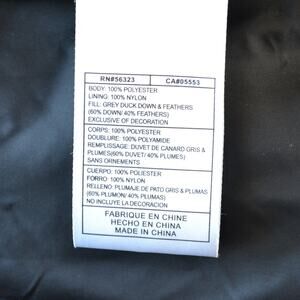 RN#56323 CA#05553
BODY: 100% POLYESTER
LINING: 100% NYLON
FILL: GREY DUCK DOWN & FEATHERS
(60% DOWN/ 40% FEATHERS)
EXCLUSIVE OF DECORATION
CORPS: 100% POLYESTER
DOUBLURE: 100% POLYAMIDE
REMPLISSAGE: DUVET DE CANARD GRIS &
PLUMES(60% DUVET/ 40% PLUMES)
SANS ORNEMENTS
CUERPO: 100% POLIESTER
FORRO: 100% NYLON
RELLENO: PLUMAJE DE PATO GRIS & PLUMAS
(60% PLUMON/ 40% PLUMAS)
NO INCLUYE LA DECORACION
FABRIQUE EN CHINE
HECHO EN CHINA
MADE IN CHINA